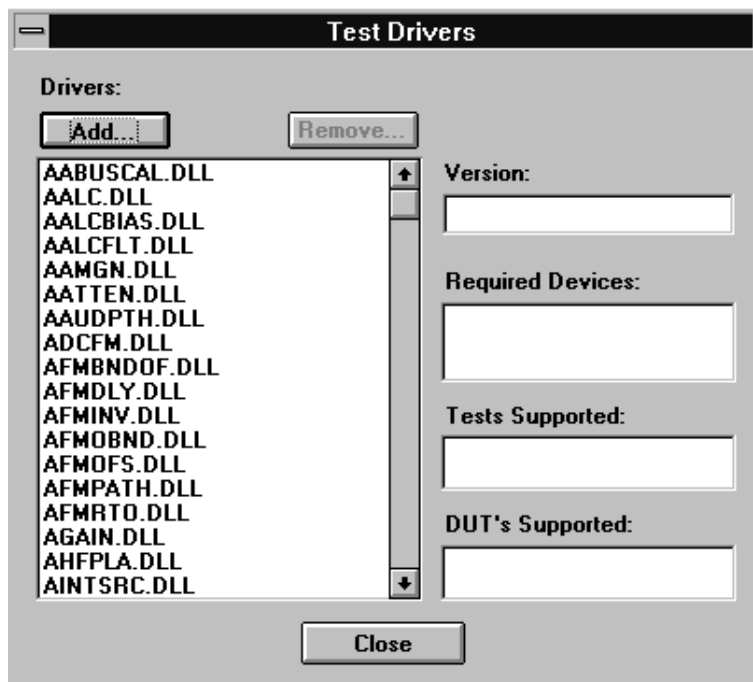 Test Drivers
Drivers:
Add...
Remove...
AABUSCAL.DLL
AALC.DLL
AALCBIAS.DLL
AALCFLT.DLL
AAMGN.DLL
AATTEN.DLL
AAUDPTH.DLL
ADCFM.DLL
AFMBNDOF.DLL
AFMDLY.DLL
AFMINV.DLL
AFMOBND.DLL
AFMOFS.DLL
AFMPATH.DLL
AFMRTO.DLL
AGAIN.DLL
AHFPLA.DLL
AINTSRC.DLL
Version:
Required Devices:
Tests Supported:
DUT's Supported:
Close